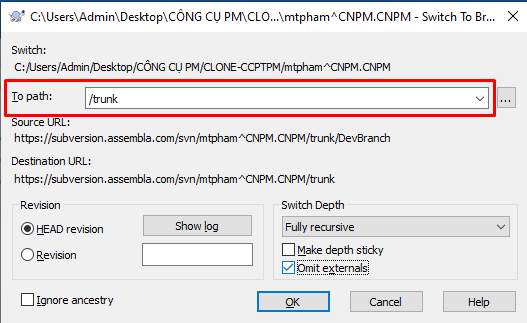 C:\Users\Admin\Desktop\CÔNG CỤ PM\CLO...\mtpham^CNPM.CNPM - Switch To Br...
Switch:
C:/Users/Admin/Desktop/CÔNG CỤ PM/CLONE-CCPTPM/mtpham^CNPM.CNPM
To path: /trunk ...
Source URL:
https://subversion.assembla.com/svn/mtpham^CNPM.CNPM/trunk/DevBranch
Destination URL:
https://subversion.assembla.com/svn/mtpham^CNPM.CNPM/trunk
Revision
HEAD revision Show log
Revision
Switch Depth
Fully recursive
Make depth sticky
Omit externals
Ignore ancestry
OK Cancel Help